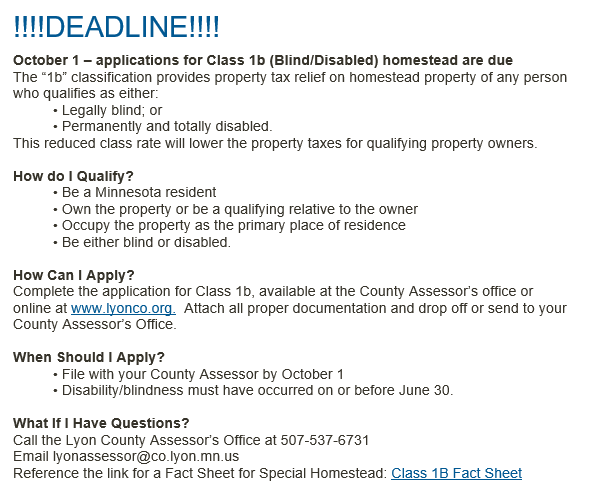 !!!!DEADLINE!!!!
October 1 – applications for Class 1b (Blind/Disabled) homestead are due
The “1b” classification provides property tax relief on homestead property of any person
who qualifies as either:
• Legally blind; or
• Permanently and totally disabled.
This reduced class rate will lower the property taxes for qualifying property owners.
How do I Qualify?
• Be a Minnesota resident
• Own the property or be a qualifying relative to the owner
• Occupy the property as the primary place of residence
• Be either blind or disabled.
How Can I Apply?
Complete the application for Class 1b, available at the County Assessor’s office or
online at www.lyonco.org. Attach all proper documentation and drop off or send to your
County Assessor’s Office.
When Should I Apply?
• File with your County Assessor by October 1
• Disability/blindness must have occurred on or before June 30.
What If I Have Questions?
Call the Lyon County Assessor’s Office at 507-537-6731
Email lyonassessor@co.lyon.mn.us
Reference the link for a Fact Sheet for Special Homestead: Class 1B Fact Sheet